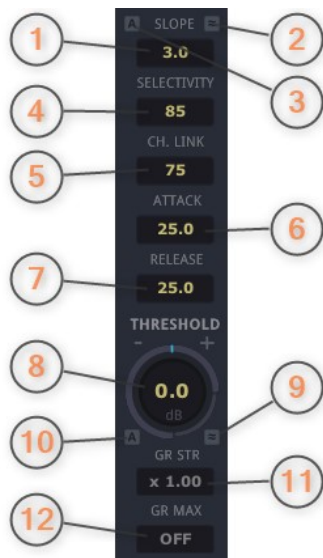 A SLOPE ≈ 2
1 3.0
3
SELECTIVITY
4 85
CH. LINK
5 75
ATTACK
25.0 6
RELEASE
7 25.0
THRESHOLD
- +
8 0.0 9
dB
10 A ≈
GR STR
x 1.00 11
GR MAX
12 OFF